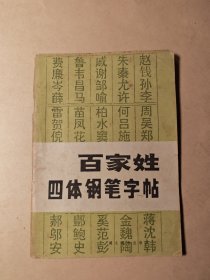 赵钱孙李 周吴郑
朱秦尤许 何吕施
戚谢邹喻 柏水窦
鲁韦昌马 苗凤花
费廉岑薛 雷贺倪
百家姓
四体钢笔字帖
蒋沈韩
金魏陶
奚范彭
酆鲍史
郝邬安